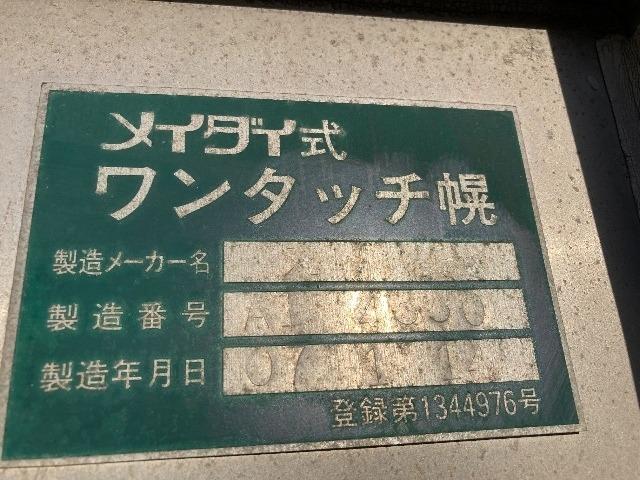 メイダイ式
ワンタッチ幌
製造メーカー名
製造番号
製造年月日
登録第1344976号